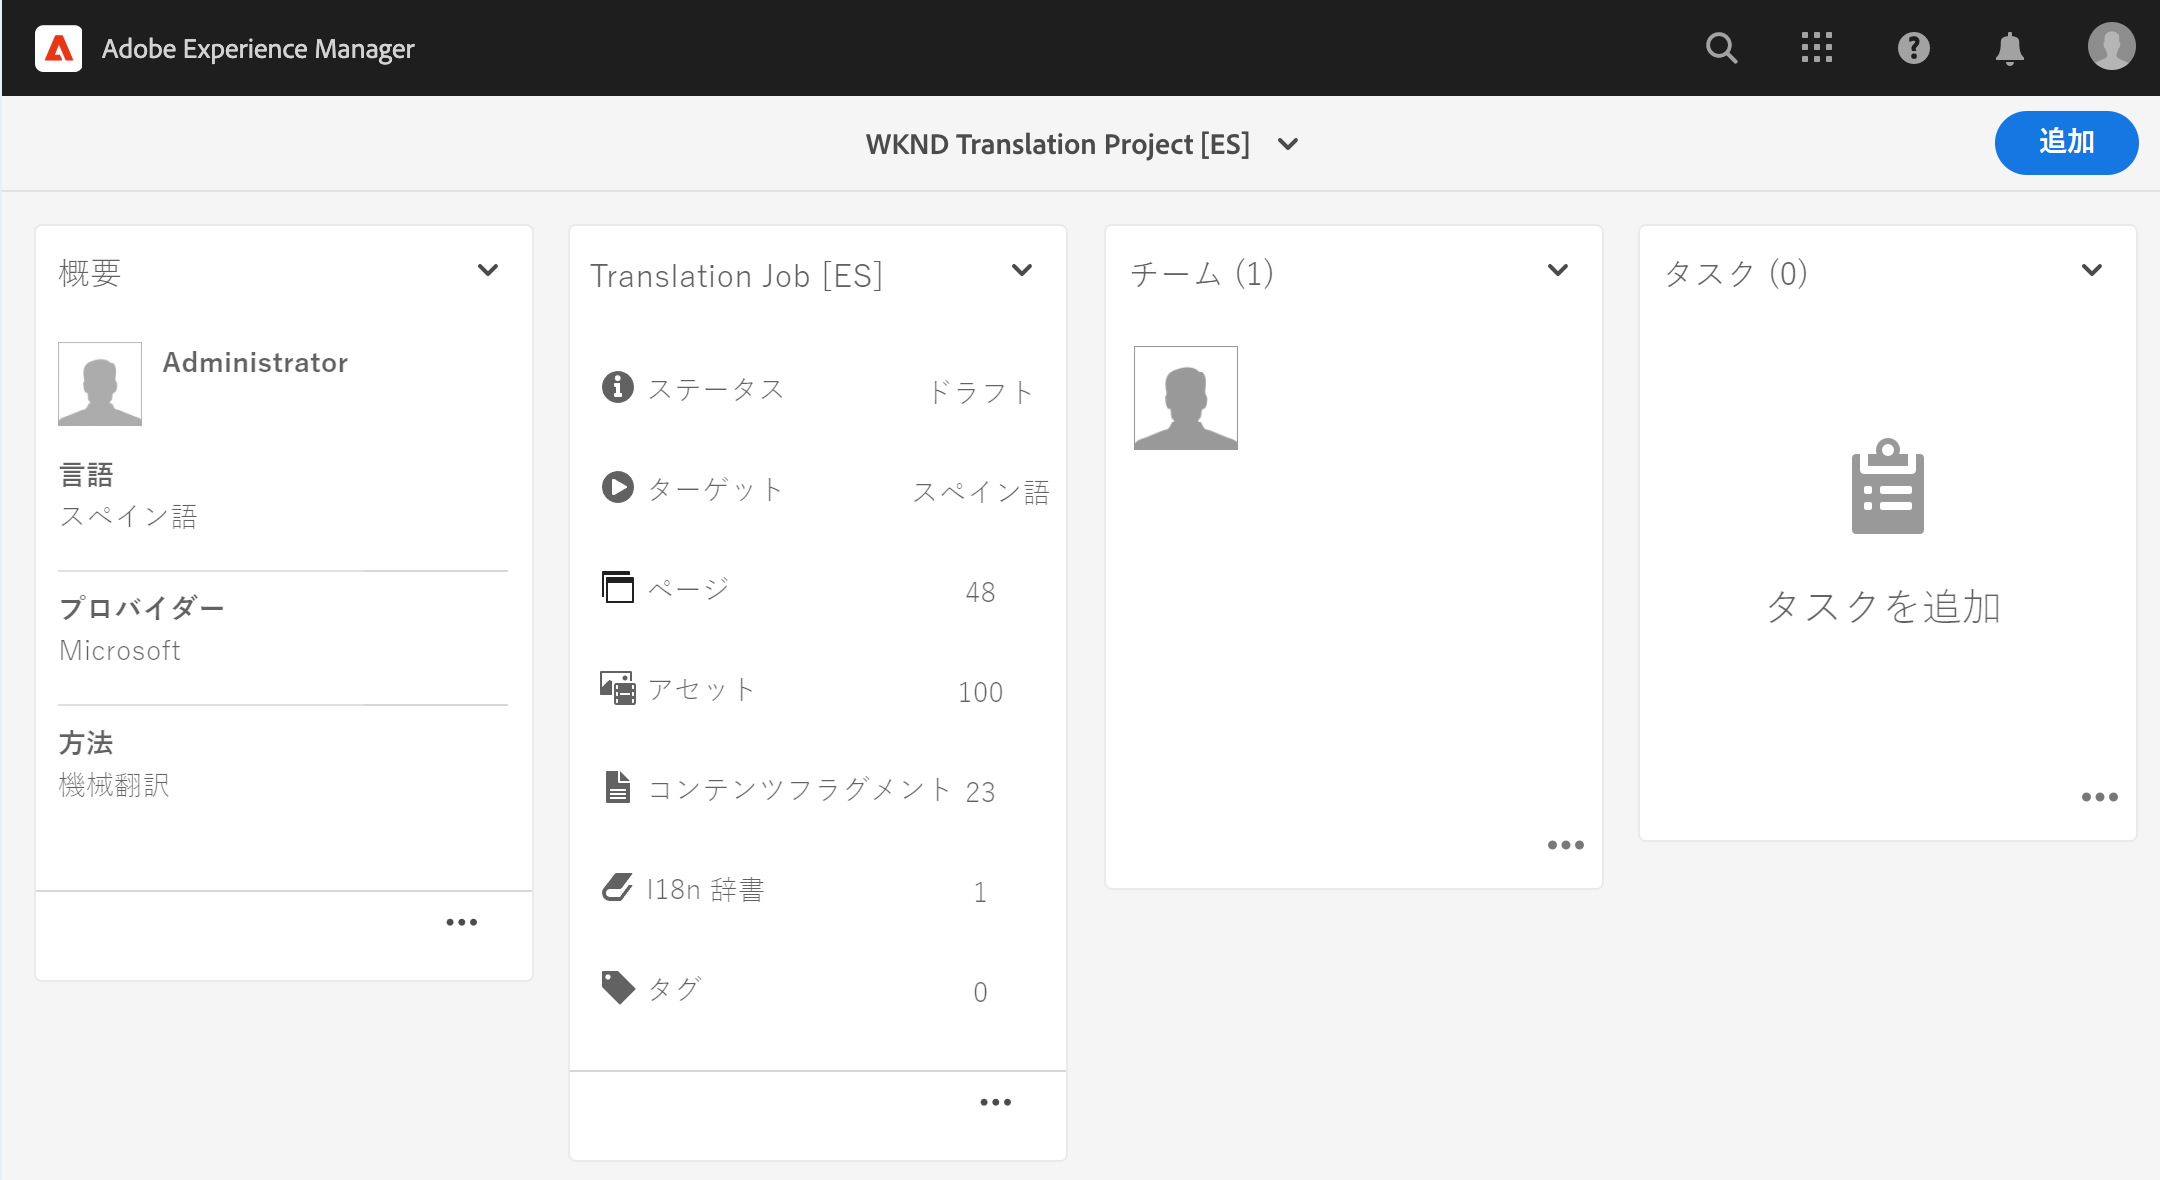 Adobe Experience Manager
WKND Translation Project [ES]
追加
概要
Administrator
言語
スペイン語
プロバイダー
Microsoft
方法
機械翻訳
Translation Job [ES]
ステータス ドラフト
ターゲット スペイン語
ページ 48
アセット 100
コンテンツフラグメント 23
I18n 辞書 1
タグ 0
チーム (1)
タスク (0)
タスクを追加